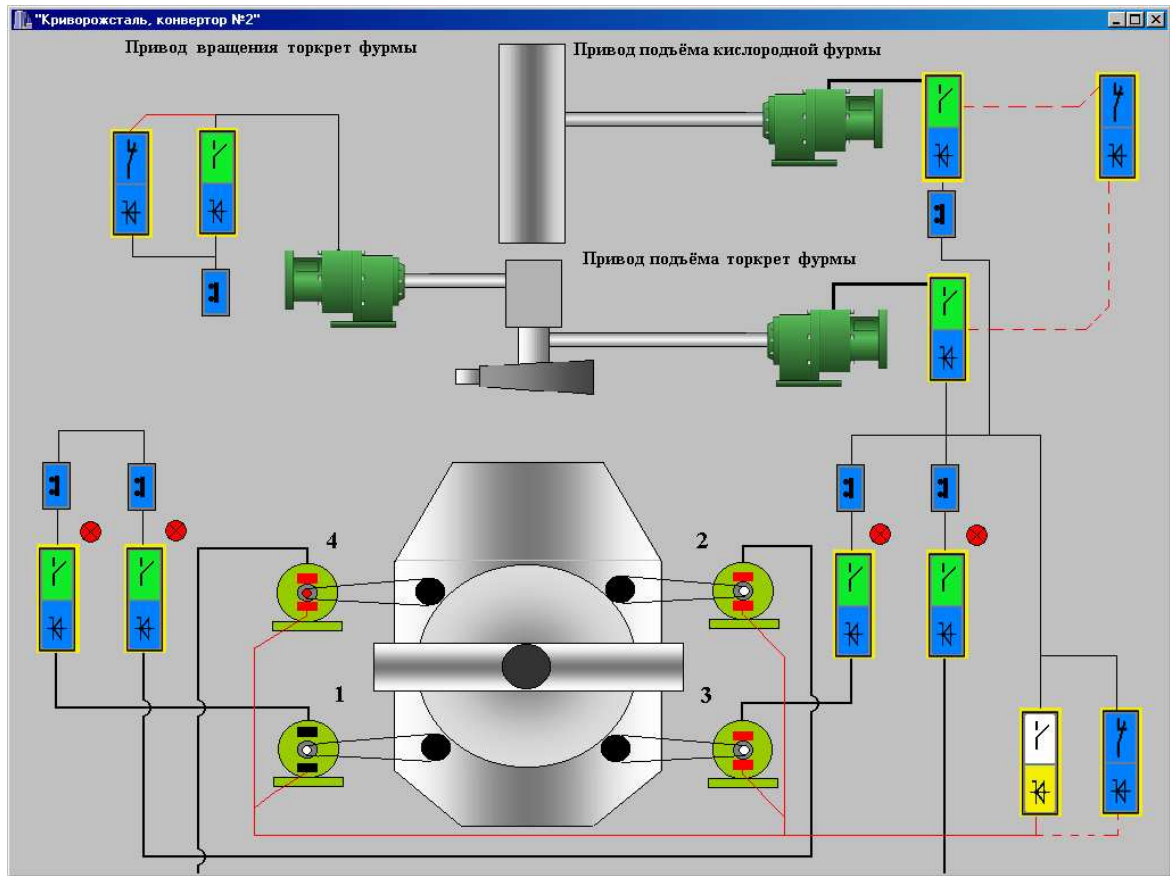 "Криворожсталь, конвертор №2"
Привод вращения торкрет фурмы
Привод подъёма кислородной фурмы
Привод подъёма торкрет фурмы
4
2
1
3